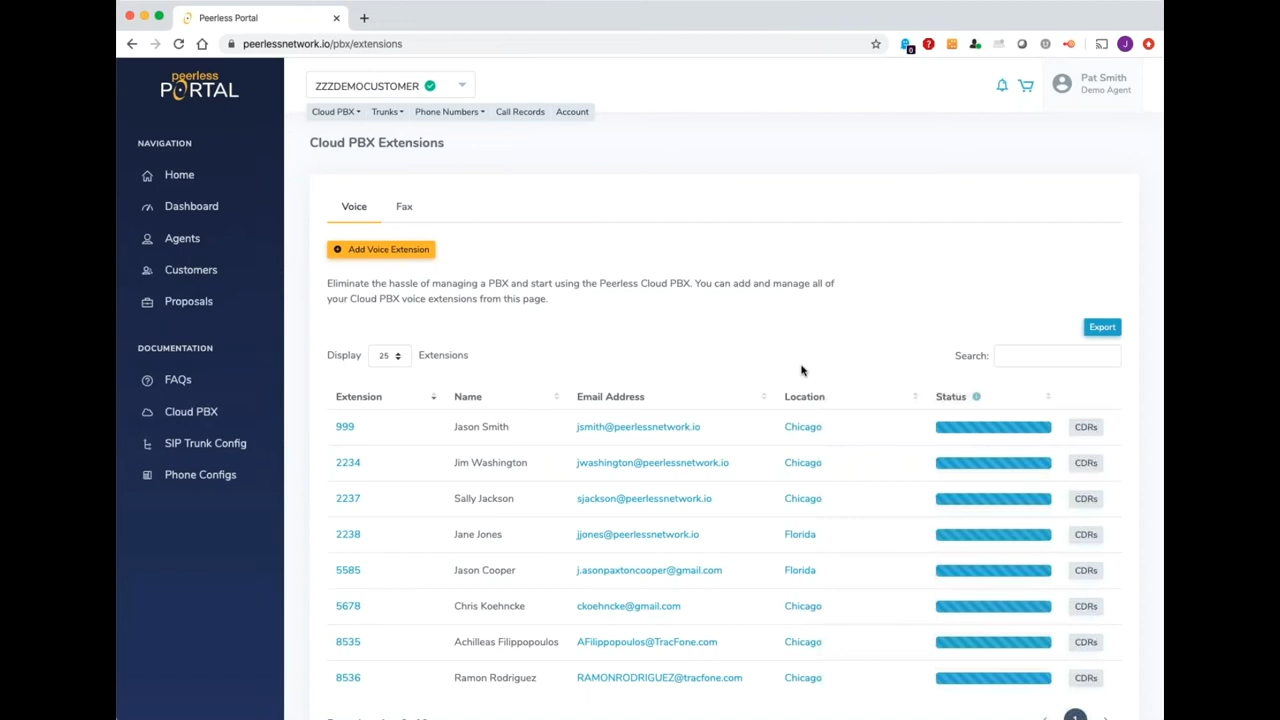 Peerless Portal
peerlessnetwork.io/pbx/extensions
0
J
peerless
PORTAL
ZZZDEMOCUSTOMER
Pat Smith
Demo Agent
Cloud PBX Trunks Phone Numbers Call Records Account
NAVIGATION
Home
Dashboard
Agents
Customers
Proposals
DOCUMENTATION
FAQs
Cloud PBX
SIP Trunk Config
Phone Configs
Cloud PBX Extensions
Voice Fax
Add Voice Extension
Eliminate the hassle of managing a PBX and start using the Peerless Cloud PBX. You can add and manage all of
your Cloud PBX voice extensions from this page.
Export
Display 25 Extensions Search:
Extension Name Email Address Location Status
999 Jason Smith jsmith@peerlessnetwork.io Chicago CDRs
2234 Jim Washington jwashington@peerlessnetwork.io Chicago CDRs
2237 Sally Jackson sjackson@peerlessnetwork.io Chicago CDRs
2238 Jane Jones jjones@peerlessnetwork.io Florida CDRs
5585 Jason Cooper j.asonpaxtoncooper@gmail.com Florida CDRs
5678 Chris Koehncke ckoehncke@gmail.com Chicago CDRs
8535 Achilleas Filippopoulos AFilippopoulos@TracFone.com Chicago CDRs
8536 Ramon Rodriguez RAMONRODRIGUEZ@tracfone.com Chicago CDRs
1